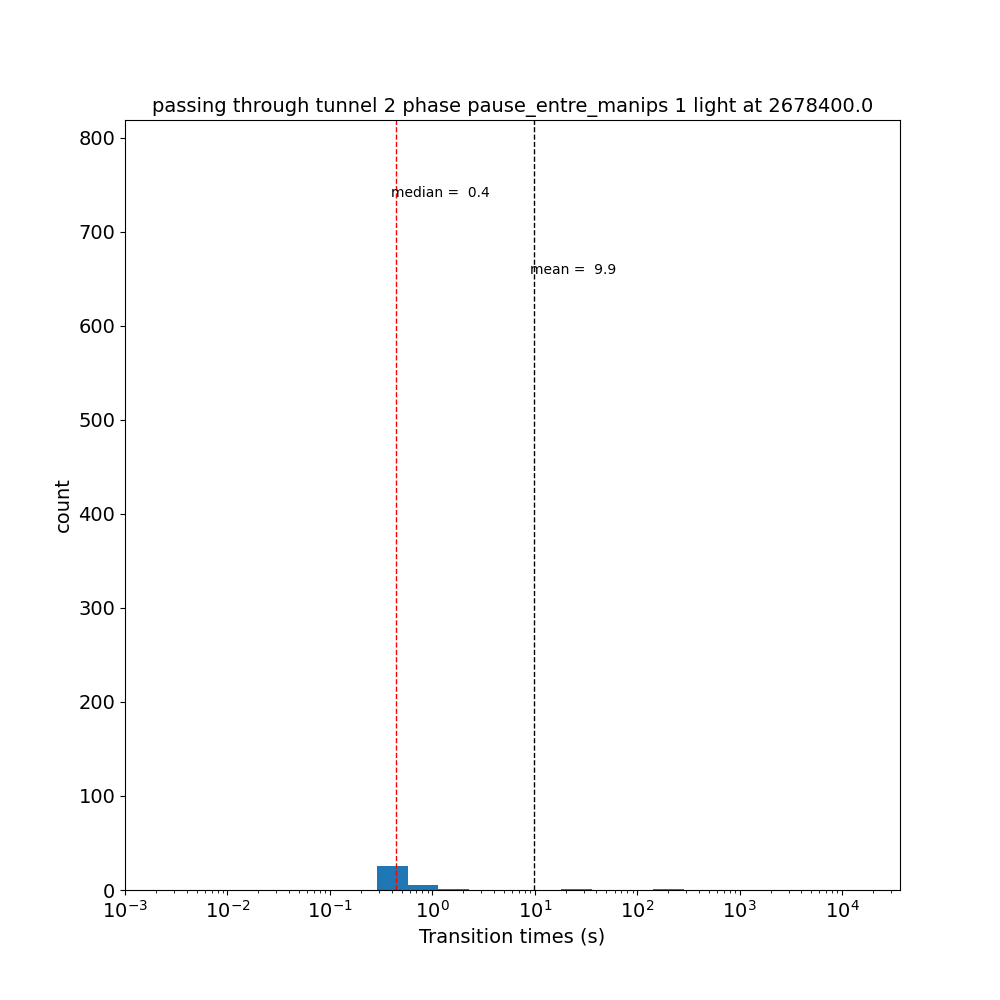 passing through tunnel 2 phase pause_entre_manips 1 light at 2678400.0
800
700
600
500
400
300
200
100
0
count
median =  0.4
mean =  9.9
10⁻³ 10⁻² 10⁻¹ 10⁰ 10¹ 10² 10³ 10⁴
Transition times (s)